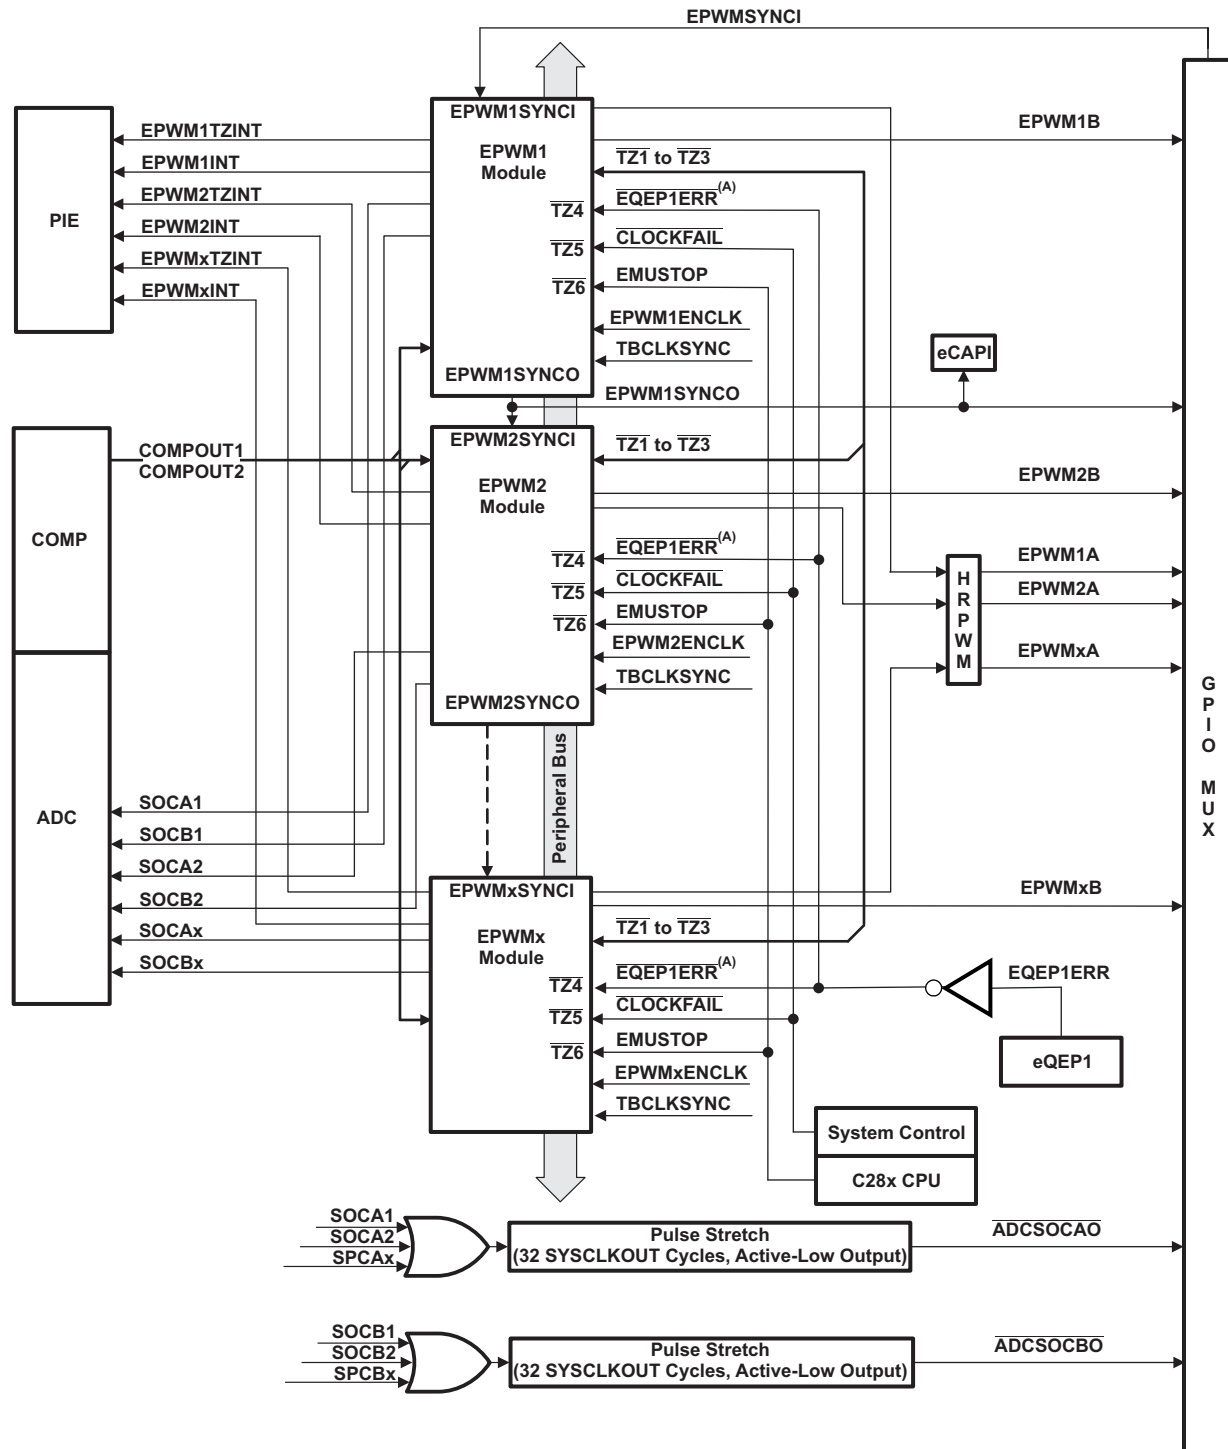 EPWMSYNCI
EPWM1SYNCI
EPWM1
Module
TZ4
TZ5
TZ6
EPWM1SYNCO
EPWM1TZINT
EPWM1INT
EPWM2TZINT
EPWM2INT
EPWMxTZINT
EPWMxINT
PIE
EPWM1B
TZ1 to TZ3
EQEP1ERR(A)
CLOCKFAIL
EMUSTOP
EPWM1ENCLK
TBCLKSYNC
eCAPI
EPWM1SYNCO
COMPOUT1
COMPOUT2
COMP
EPWM2SYNCI
EPWM2
Module
TZ4
TZ5
TZ6
EPWM2SYNCO
TZ1 to TZ3
EPWM2B
EQEP1ERR(A)
CLOCKFAIL
EMUSTOP
EPWM2ENCLK
TBCLKSYNC
HRPWM
EPWM1A
EPWM2A
EPWMxA
GPIO MUX
Peripheral Bus
ADC
SOCA1
SOCB1
SOCA2
SOCB2
SOCAx
SOCBx
EPWMxSYNCI
EPWMx
Module
TZ4
TZ5
TZ6
EPWMxB
TZ1 to TZ3
EQEP1ERR(A)
CLOCKFAIL
EMUSTOP
EPWMxENCLK
TBCLKSYNC
EQEP1ERR
eQEP1
System Control
C28x CPU
SOCA1
SOCA2
SPCAx
Pulse Stretch
(32 SYSCLKOUT Cycles, Active-Low Output)
ADCSOCAO
SOCB1
SOCB2
SPCBx
Pulse Stretch
(32 SYSCLKOUT Cycles, Active-Low Output)
ADCSOCBO